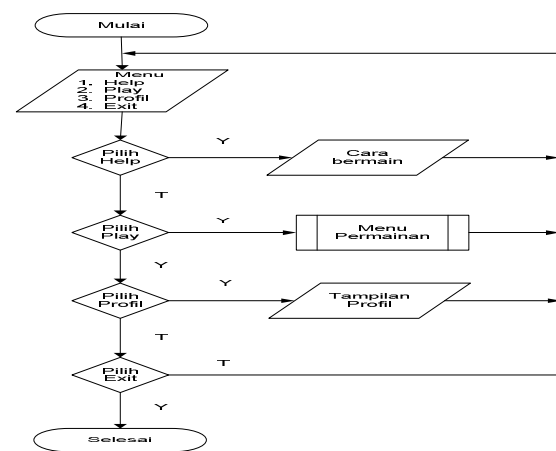 Mulai
Menu
1. Help
2. Play
3. Profil
4. Exit
Pilih
Help
Y
Cara
bermain
T
Pilih
Play
Y
Menu
Permainan
Y
Pilih
Profil
Y
Tampilan
Profil
T
Pilih
Exit
T
Y
Selesai